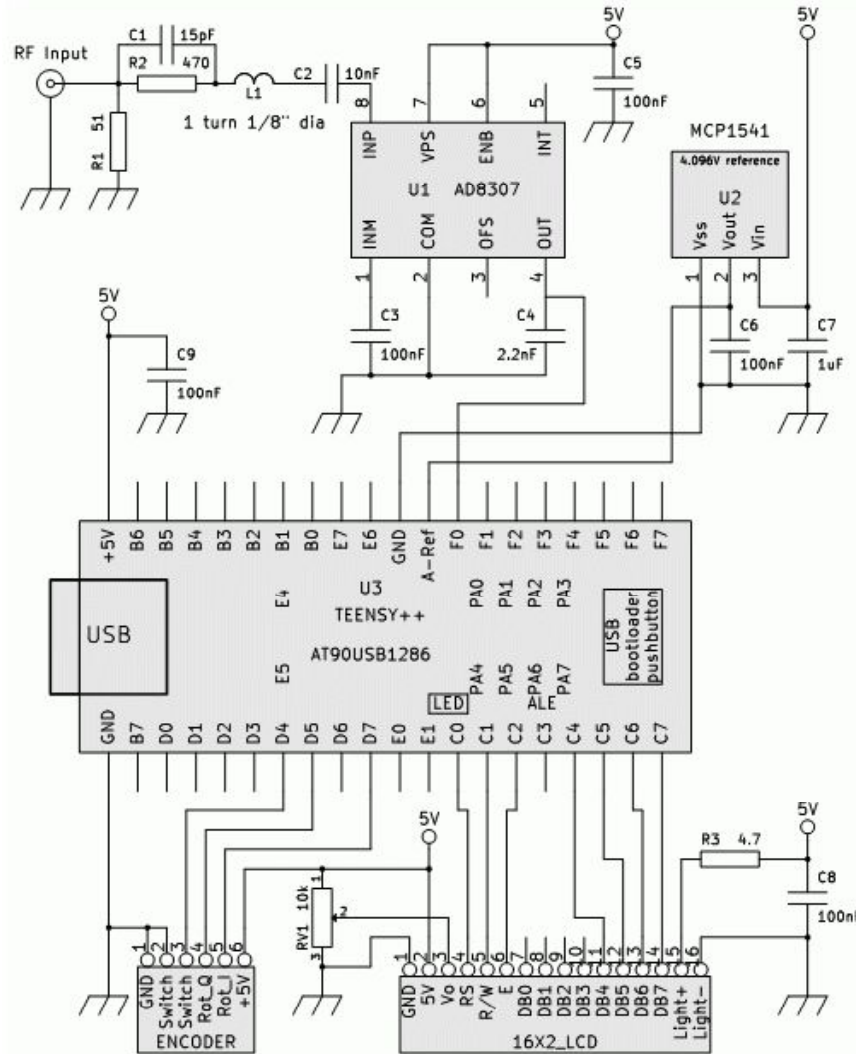 C1 15pF
RF Input
R2 470
L1
1 turn 1/8" dia
C2 10nF
R1 51
5V
C5
100nF
5V
8 7 6 5
INP VPS ENB INT
U1 AD8307
INM COM OFS OUT
1 2 3 4
MCP1541
4.096V reference
U2
Vss Vout Vin
1 2 3
C3
100nF
C4
2.2nF
C6
100nF
C7
1uF
5V
C9
100nF
+5V B6 B5 B4 B3 B2 B1 B0 E7 E6 GND A-Ref F0 F1 F2 F3 F4 F5 F6 F7
E4
U3
TEENSY++
AT90USB1286
E5
PA0 PA1 PA2 PA3
PA4 PA5 PA6 PA7
USB
USB
bootloader
pushbutton
LED
ALE
GND B7 D0 D1 D2 D3 D4 D5 D6 D7 E0 E1 C0 C1 C2 C3 C4 C5 C6 C7
5V
RV1 10k
1
2
3
R3 4.7
5V
C8
100nF
1 2 3 4 5 6
GND Switch Switch Rot_Q Rot_I +5V
ENCODER
1 2 3 4 5 6 7 8 9 10 11 12 13 14 15 16
GND 5V Vo RS R/W E DB0 DB1 DB2 DB3 DB4 DB5 DB6 DB7 Light+ Light-
16X2_LCD